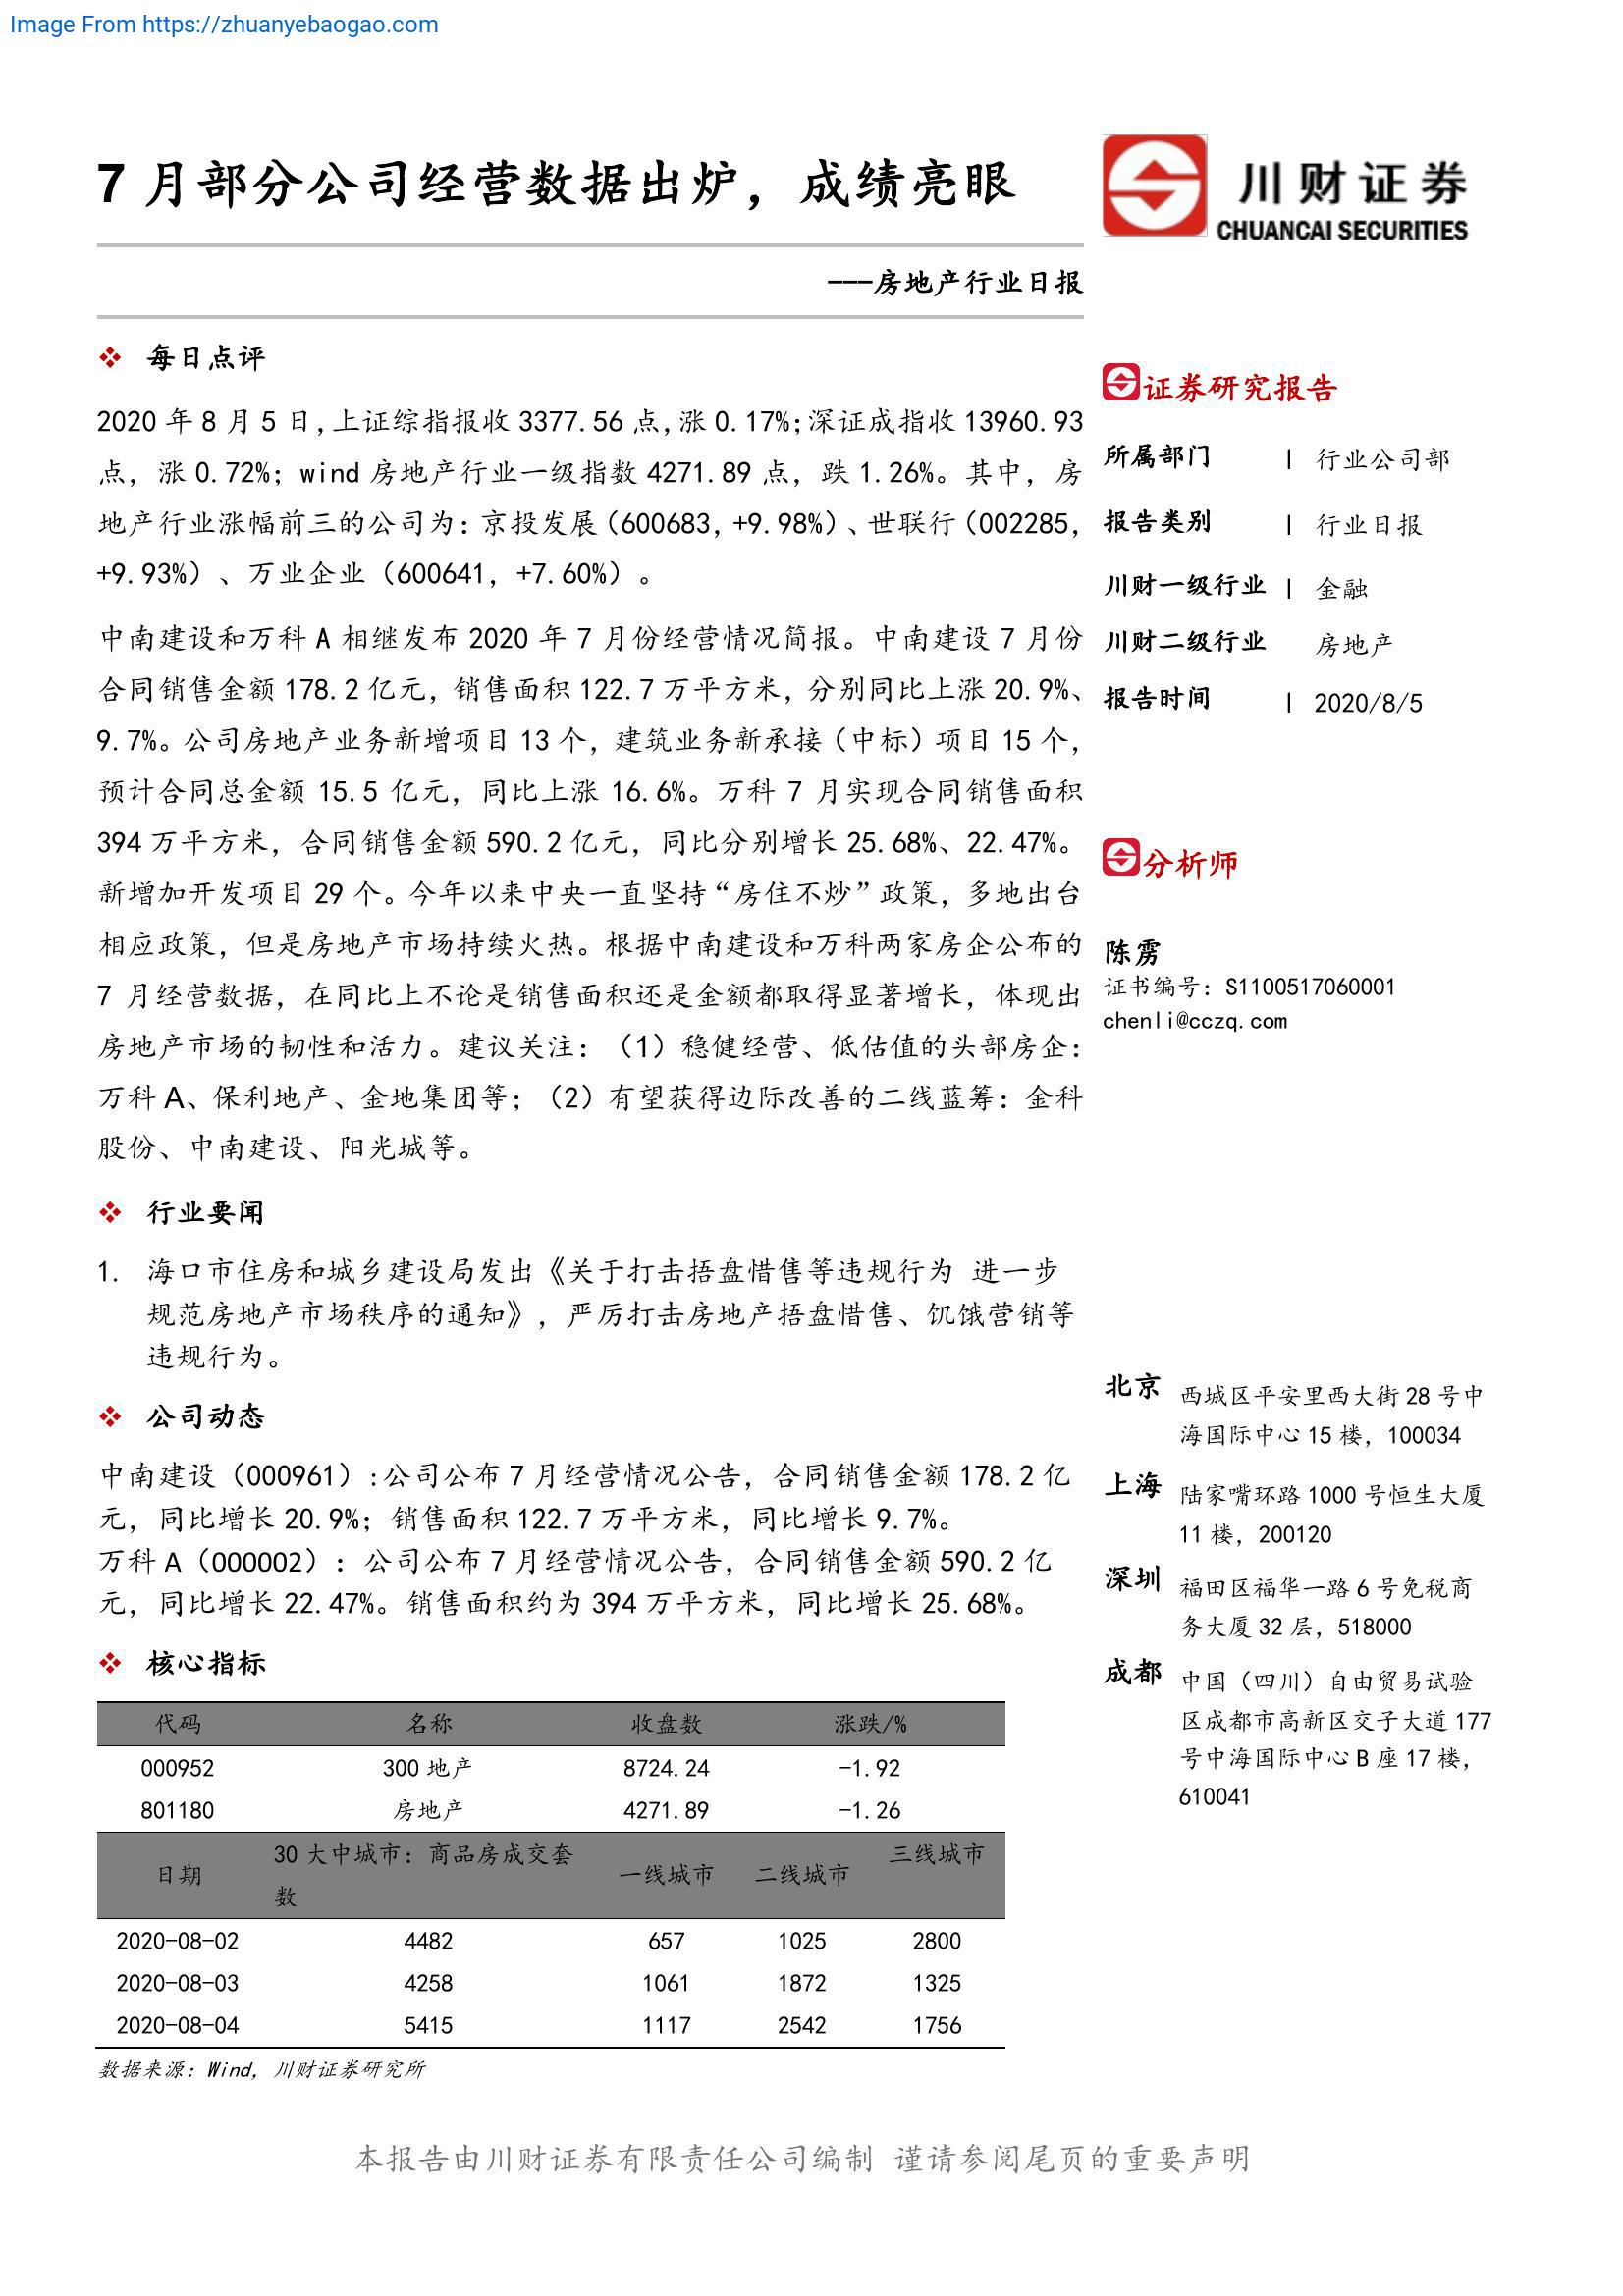 Image From https://zhuanyebaogao.com
7 月部分公司经营数据出炉，成绩亮眼
川财证券
CHUANCAI SECURITIES
---房地产行业日报
❖ 每日点评
2020 年 8 月 5 日，上证综指报收 3377.56 点，涨 0.17%；深证成指收 13960.93
点，涨 0.72%；wind 房地产行业一级指数 4271.89 点，跌 1.26%。其中，房
地产行业涨幅前三的公司为：京投发展（600683，+9.98%）、世联行（002285，
+9.93%）、万业企业（600641，+7.60%）。
中南建设和万科 A 相继发布 2020 年 7 月份经营情况简报。中南建设 7 月份
合同销售金额 178.2 亿元，销售面积 122.7 万平方米，分别同比上涨 20.9%、
9.7%。公司房地产业务新增项目 13 个，建筑业务新承接（中标）项目 15 个，
预计合同总金额 15.5 亿元，同比上涨 16.6%。万科 7 月实现合同销售面积
394 万平方米，合同销售金额 590.2 亿元，同比分别增长 25.68%、22.47%。
新增加开发项目 29 个。今年以来中央一直坚持“房住不炒”政策，多地出台
相应政策，但是房地产市场持续火热。根据中南建设和万科两家房企公布的
7 月经营数据，在同比上不论是销售面积还是金额都取得显著增长，体现出
房地产市场的韧性和活力。建议关注：（1）稳健经营、低估值的头部房企：
万科 A、保利地产、金地集团等；（2）有望获得边际改善的二线蓝筹：金科
股份、中南建设、阳光城等。
❖ 行业要闻
1. 海口市住房和城乡建设局发出《关于打击捂盘惜售等违规行为 进一步
规范房地产市场秩序的通知》，严厉打击房地产捂盘惜售、饥饿营销等
违规行为。
❖ 公司动态
中南建设（000961）:公司公布 7 月经营情况公告，合同销售金额 178.2 亿
元，同比增长 20.9%；销售面积 122.7 万平方米，同比增长 9.7%。
万科 A（000002）：公司公布 7 月经营情况公告，合同销售金额 590.2 亿
元，同比增长 22.47%。销售面积约为 394 万平方米，同比增长 25.68%。
❖ 核心指标
代码 名称 收盘数 涨跌/%
000952 300 地产 8724.24 -1.92
801180 房地产 4271.89 -1.26
日期 30 大中城市：商品房成交套数 一线城市 二线城市 三线城市
2020-08-02 4482 657 1025 2800
2020-08-03 4258 1061 1872 1325
2020-08-04 5415 1117 2542 1756
数据来源：Wind，川财证券研究所
证券研究报告
所属部门 | 行业公司部
报告类别 | 行业日报
川财一级行业 | 金融
川财二级行业 房地产
报告时间 | 2020/8/5
分析师
陈雳
证书编号：S1100517060001
chenli@cczq.com
北京 西城区平安里西大街 28 号中
海国际中心 15 楼，100034
上海 陆家嘴环路 1000 号恒生大厦
11 楼，200120
深圳 福田区福华一路 6 号免税商
务大厦 32 层，518000
成都 中国（四川）自由贸易试验
区成都市高新区交子大道 177
号中海国际中心 B 座 17 楼，
610041
本报告由川财证券有限责任公司编制 谨请参阅尾页的重要声明